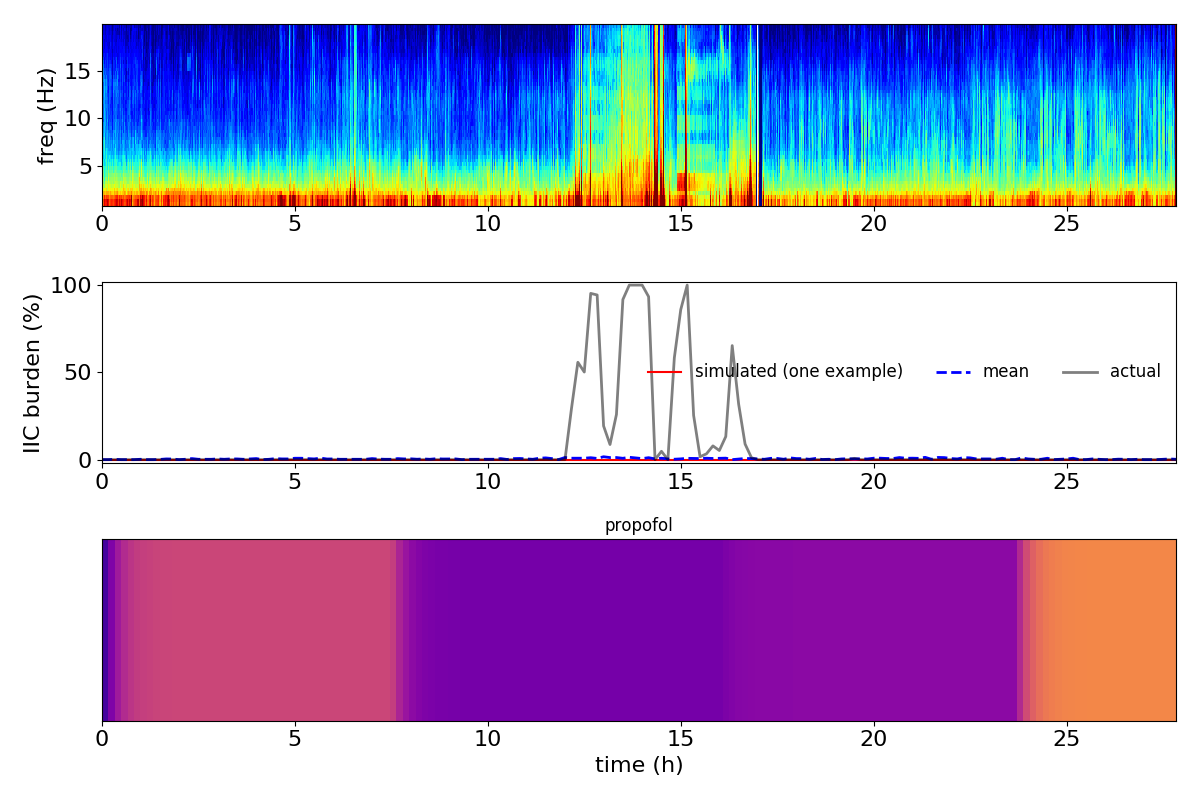 freq (Hz)
15
10
5
0 5 10 15 20 25
IIC burden (%)
100
50
0
simulated (one example) mean actual
0 5 10 15 20 25
propofol
0 5 10 15 20 25
time (h)